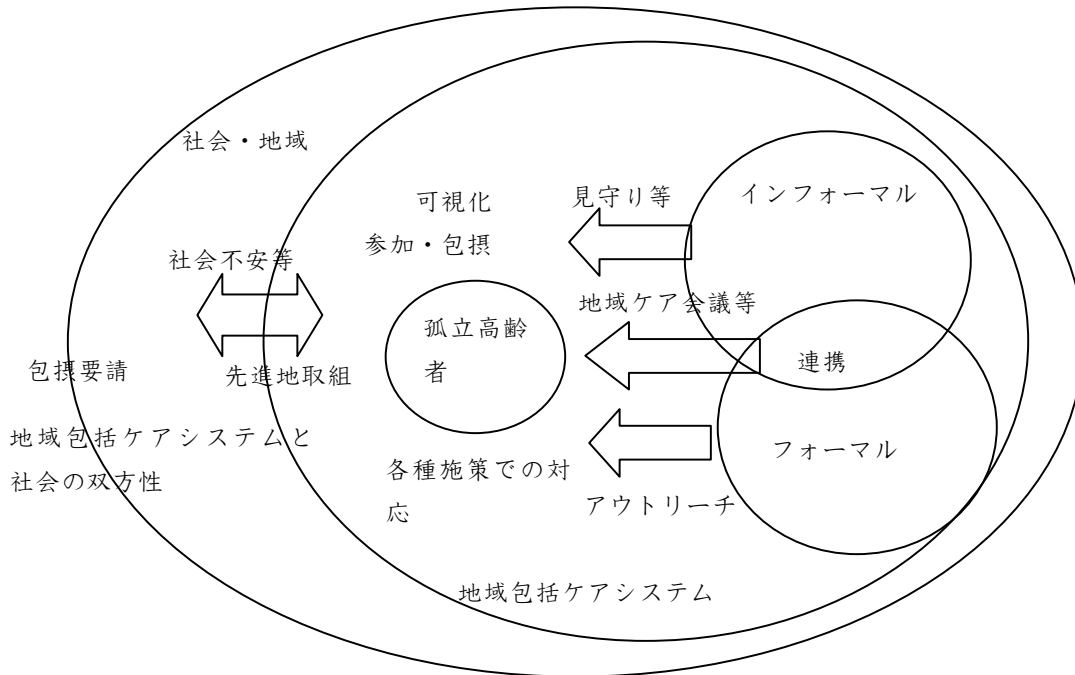 社会・地域
インフォーマル
見守り等
可視化
参加・包摂
社会不安等
地域ケア会議等
孤立高齢
者
連携
包摂要請
先進地取組
地域包括ケアシステムと
社会の双方性
フォーマル
各種施策での対
応
アウトリーチ
地域包括ケアシステム